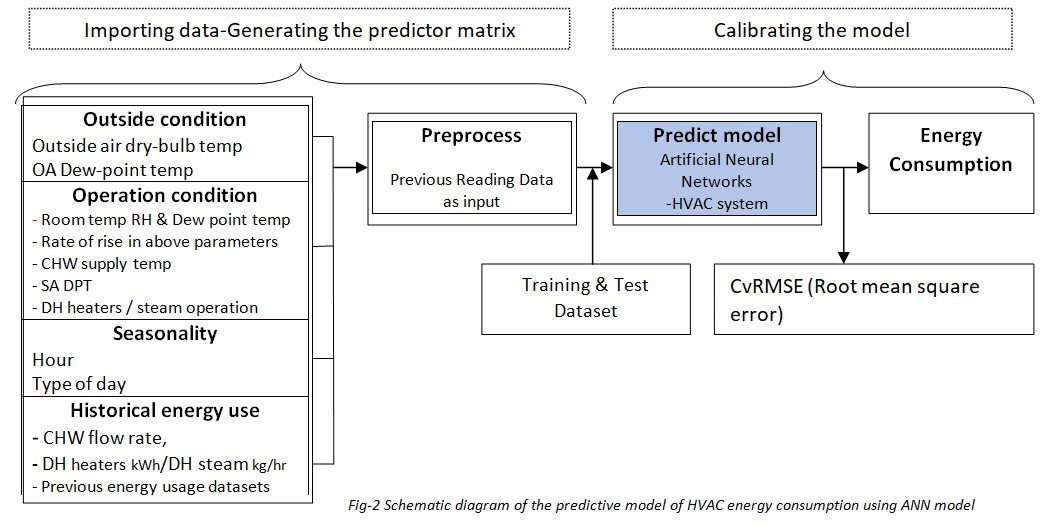 Importing data-Generating the predictor matrix
Calibrating the model
Outside condition
Outside air dry-bulb temp
OA Dew-point temp
Operation condition
- Room temp RH & Dew point temp
- Rate of rise in above parameters
- CHW supply temp
- SA DPT
- DH heaters / steam operation
Seasonality
Hour
Type of day
Historical energy use
- CHW flow rate,
- DH heaters kWh/DH steam kg/hr
- Previous energy usage datasets
Preprocess
Previous Reading Data
as input
Predict model
Artificial Neural
Networks
-HVAC system
Energy
Consumption
Training & Test
Dataset
CvRMSE (Root mean square
error)
Fig-2 Schematic diagram of the predictive model of HVAC energy consumption using ANN model